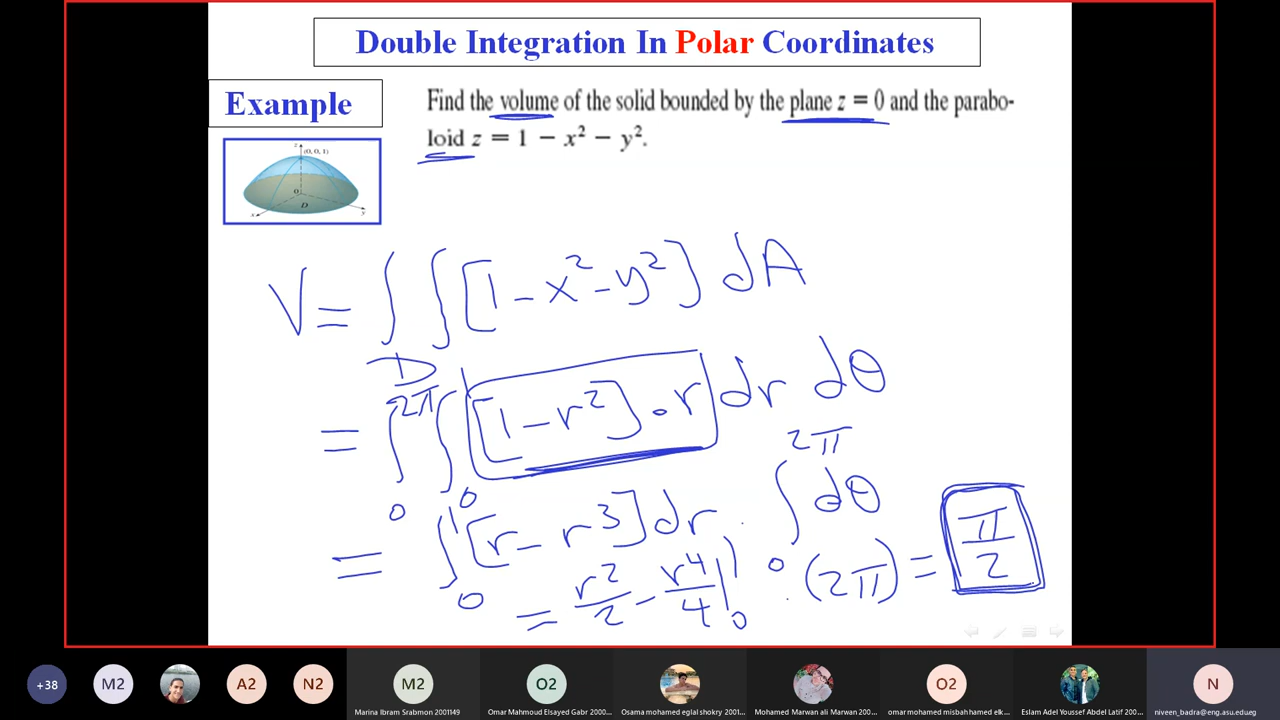 Double Integration In Polar Coordinates
Example
Find the volume of the solid bounded by the plane z = 0 and the parabo-
loid z = 1 − x² − y².
z
(0, 0, 1)
O
D
x
y
V = ∫∫ [1 − x² − y²] dA
D
= ∫₀^2π ∫₀^1 [1 − r²] · r dr dθ
= ∫₀^1 [r − r³] dr · ∫₀^2π dθ
= r²/2 − r⁴/4 |₀^1 · (2π) = π/2
+38
M2
A2
N2
M2
O2
O2
N
Marina Ibram Srabmon 2001149
Omar Mahmoud Elsayed Gabr 2000...
Osama mohamed eglal shokry 2001...
Mohamed Marwan ali Marwan 200...
omar mohamed misbah hamed elk...
Eslam Adel Youssef Abdel Latif 200...
niveen_badra@eng.asu.edueg